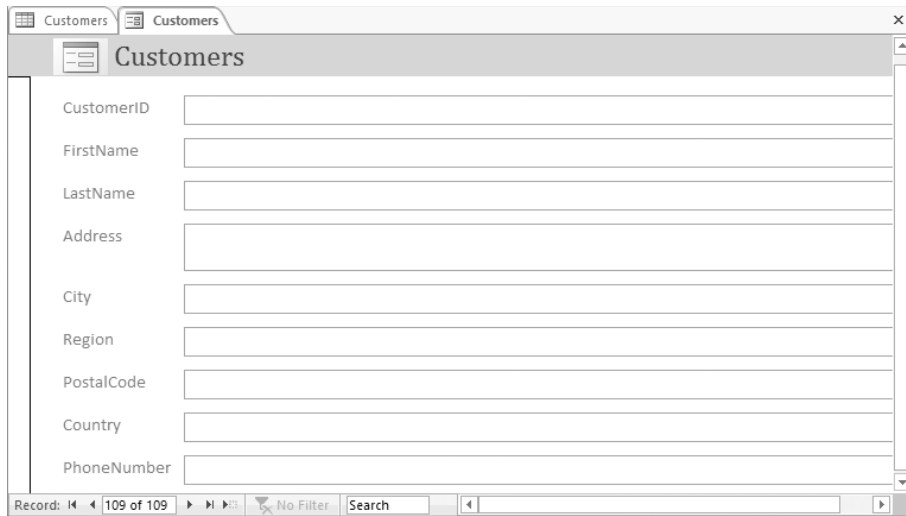 Customers Customers
Customers
CustomerID
FirstName
LastName
Address
City
Region
PostalCode
Country
PhoneNumber
Record: 109 of 109 No Filter Search